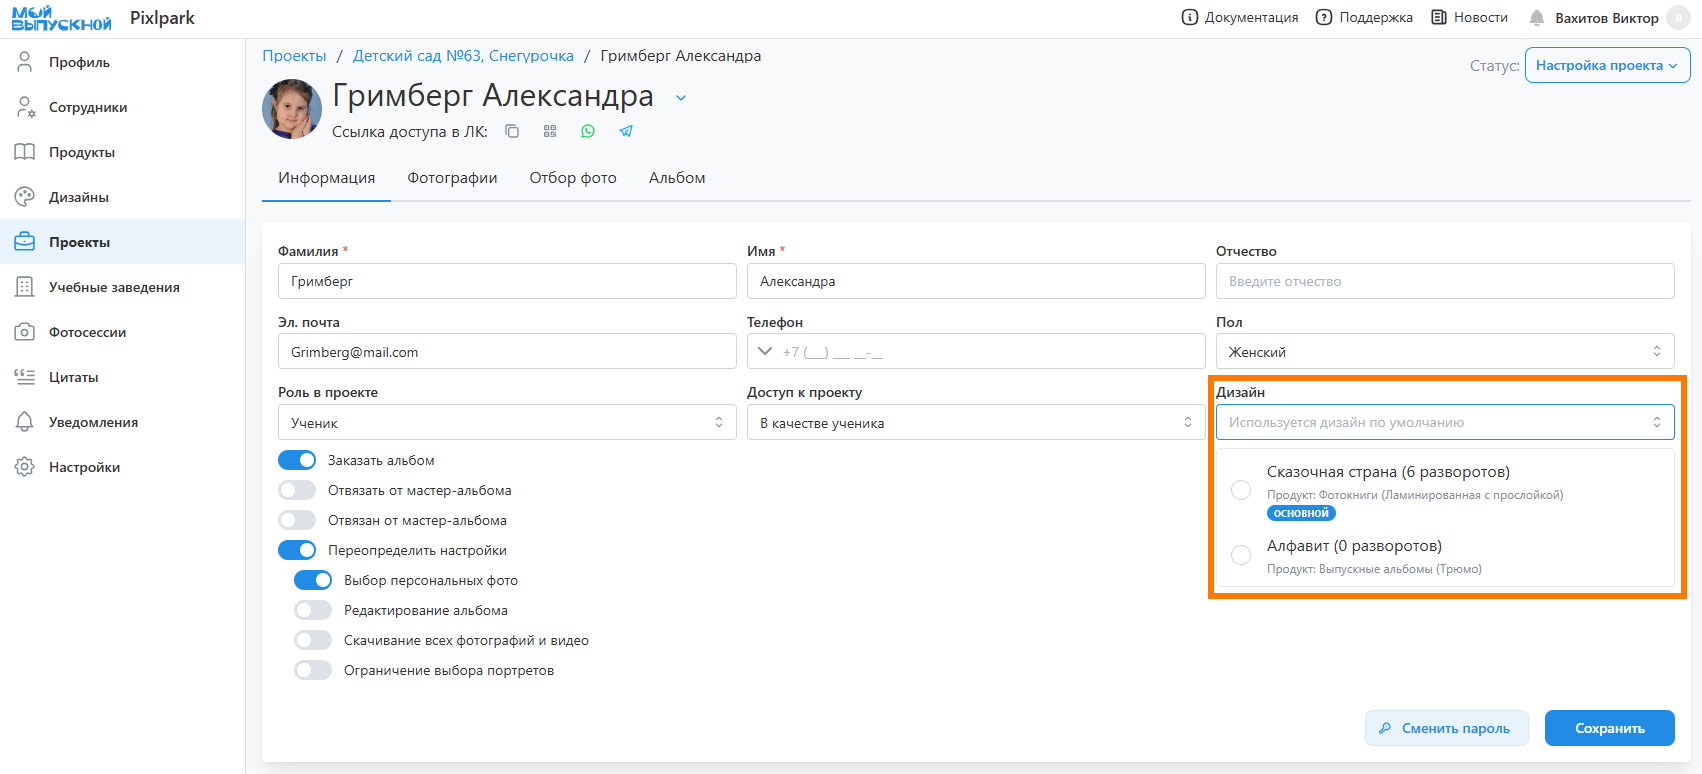 МОЙ ВЫПУСКНОЙ
Pixlpark
Документация
Поддержка
Новости
Вахитов Виктор
В
Профиль
Сотрудники
Продукты
Дизайны
Проекты
Учебные заведения
Фотосессии
Цитаты
Уведомления
Настройки
Проекты / Детский сад №63, Снегурочка / Гримберг Александра
Статус: Настройка проекта
Гримберг Александра
Ссылка доступа в ЛК:
Информация Фотографии Отбор фото Альбом
Фамилия * Имя * Отчество
Гримберг Александра Введите отчество
Эл. почта Телефон Пол
Grimberg@mail.com +7 (__) ___ __-__ Женский
Роль в проекте Доступ к проекту Дизайн
Ученик В качестве ученика Используется дизайн по умолчанию
Заказать альбом
Отвязать от мастер-альбома
Отвязан от мастер-альбома
Переопределить настройки
Выбор персональных фото
Редактирование альбома
Скачивание всех фотографий и видео
Ограничение выбора портретов
Сказочная страна (6 разворотов)
Продукт: Фотокниги (Ламинированная с прослойкой)
ОСНОВНОЙ
Алфавит (0 разворотов)
Продукт: Выпускные альбомы (Трюмо)
Сменить пароль
Сохранить